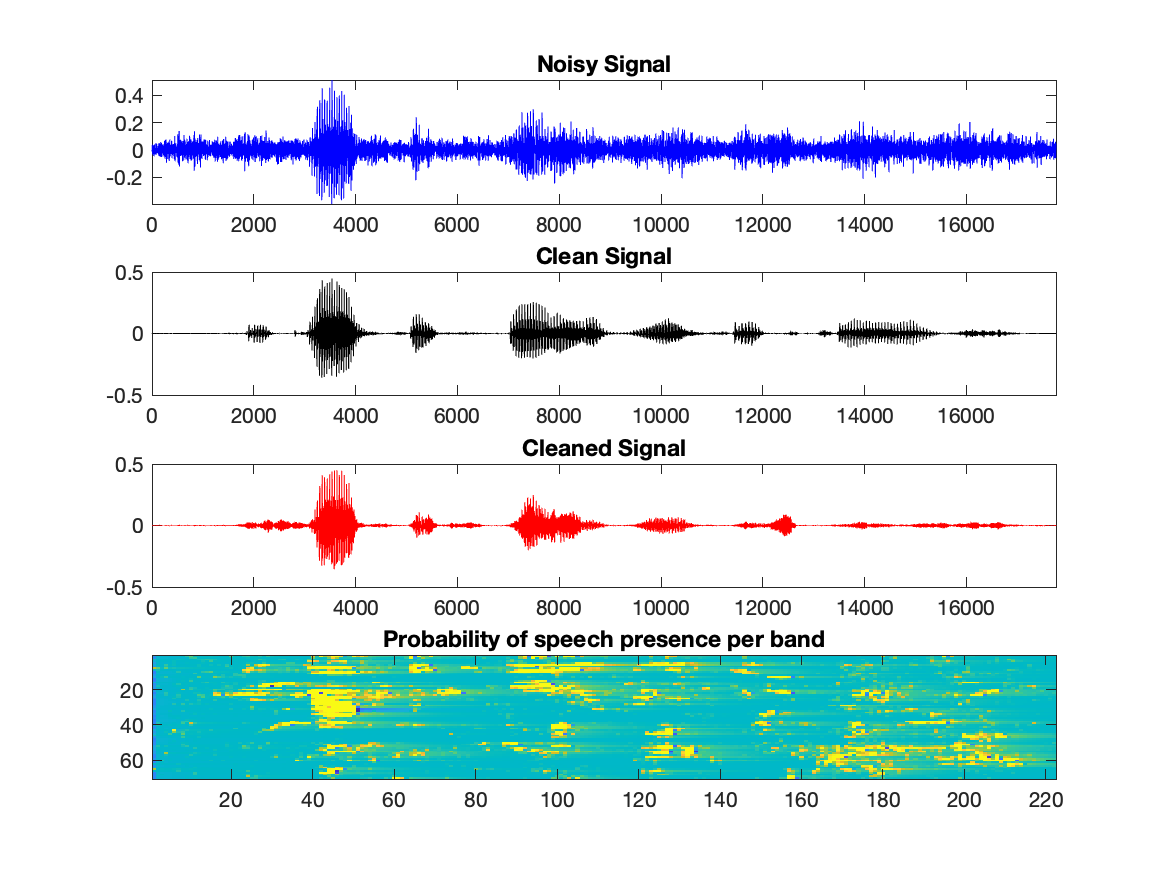 Noisy Signal
0.4
0.2
0
-0.2
0 2000 4000 6000 8000 10000 12000 14000 16000
Clean Signal
0.5
0
-0.5
0 2000 4000 6000 8000 10000 12000 14000 16000
Cleaned Signal
0.5
0
-0.5
0 2000 4000 6000 8000 10000 12000 14000 16000
Probability of speech presence per band
20
40
60
20 40 60 80 100 120 140 160 180 200 220